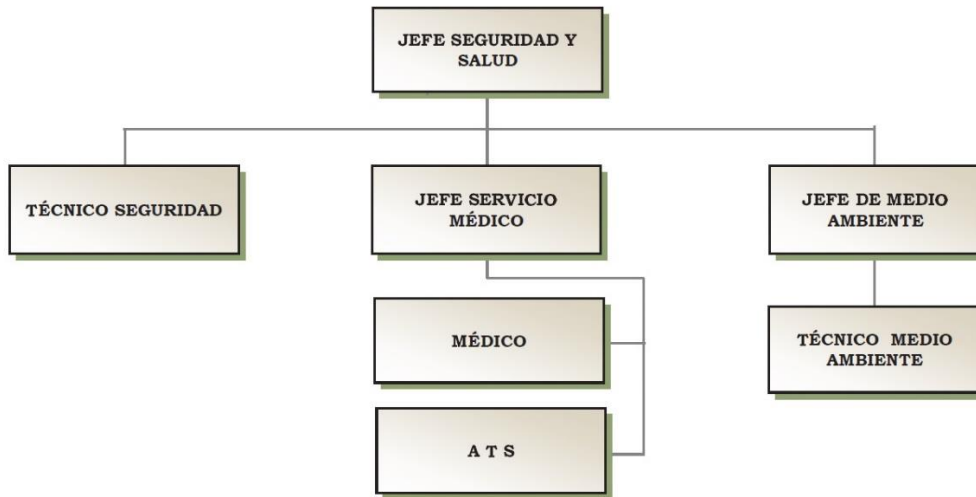 JEFE SEGURIDAD Y
SALUD
TÉCNICO SEGURIDAD
JEFE SERVICIO
MÉDICO
JEFE DE MEDIO
AMBIENTE
MÉDICO
TÉCNICO MEDIO
AMBIENTE
A T S